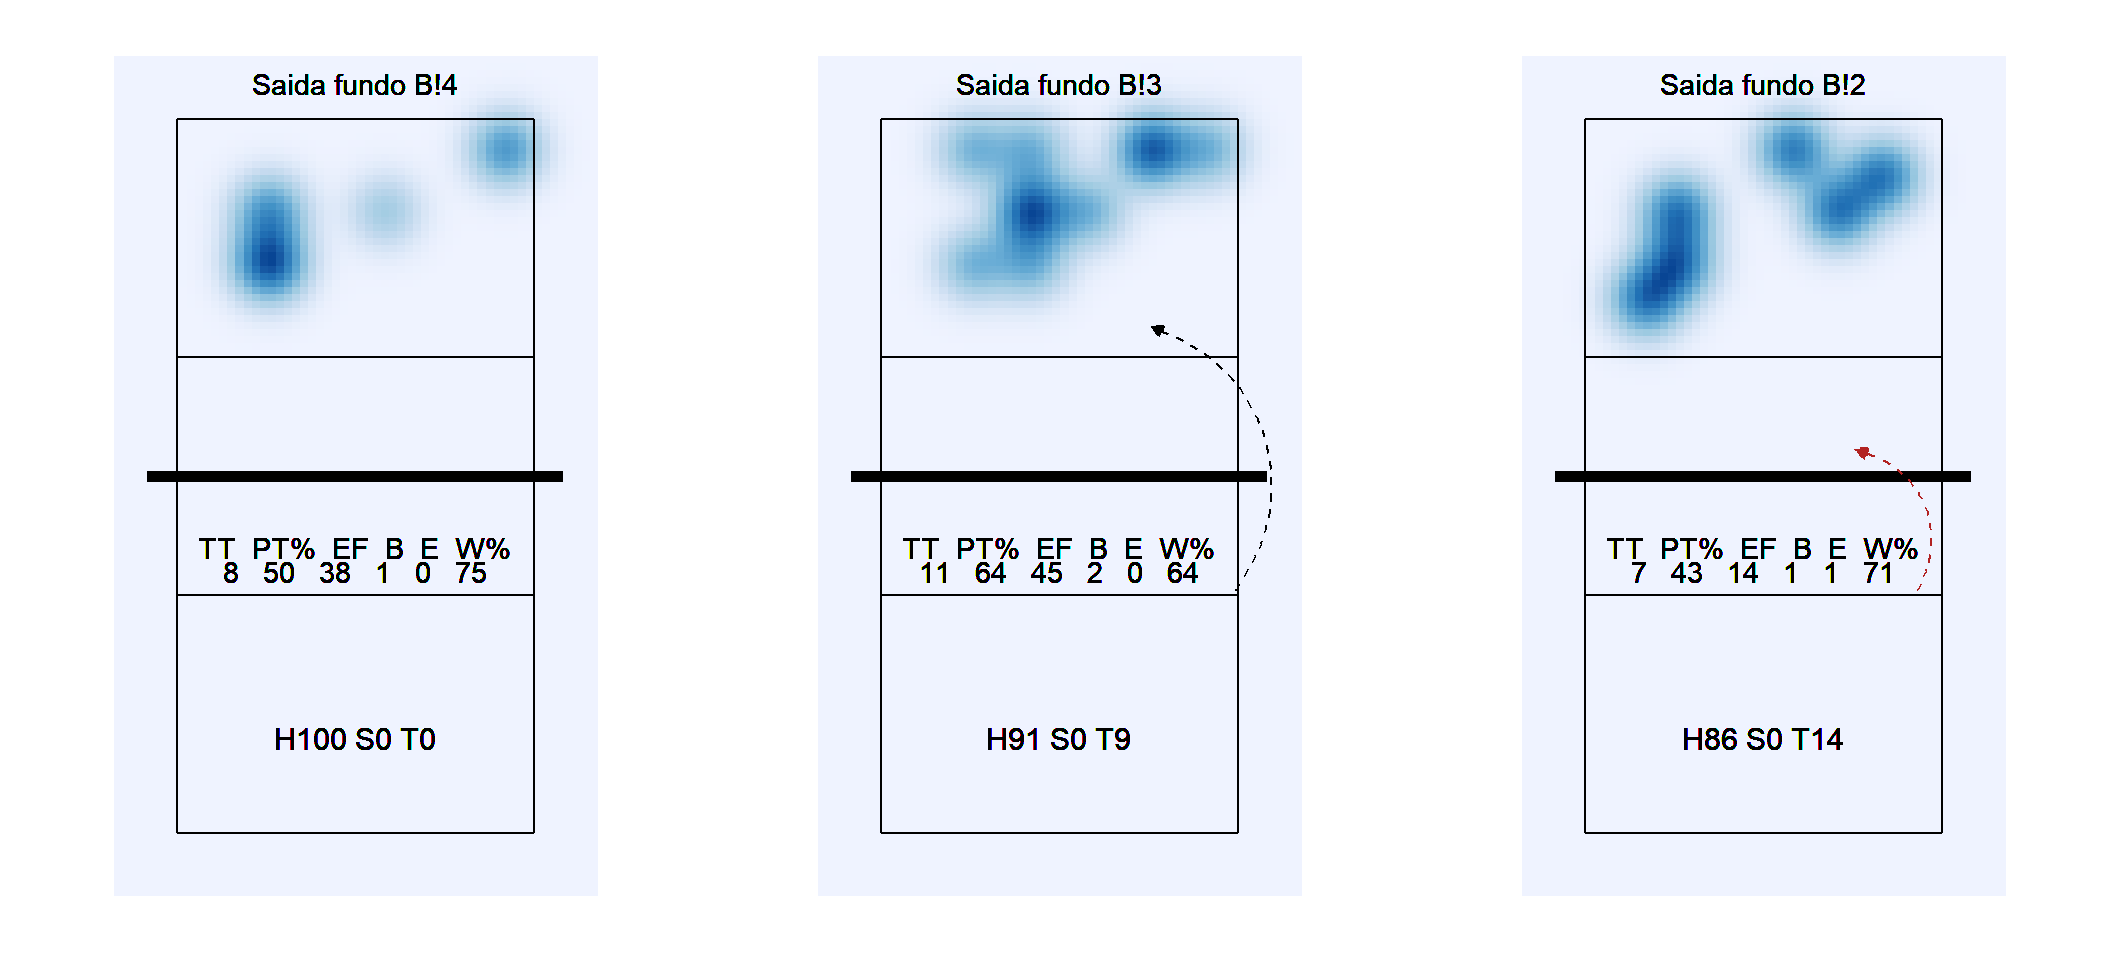 Saida fundo B!4
TT PT% EF B E W%
8 50 38 1 0 75
H100 S0 T0
Saida fundo B!3
TT PT% EF B E W%
11 64 45 2 0 64
H91 S0 T9
Saida fundo B!2
TT PT% EF B E W%
7 43 14 1 1 71
H86 S0 T14